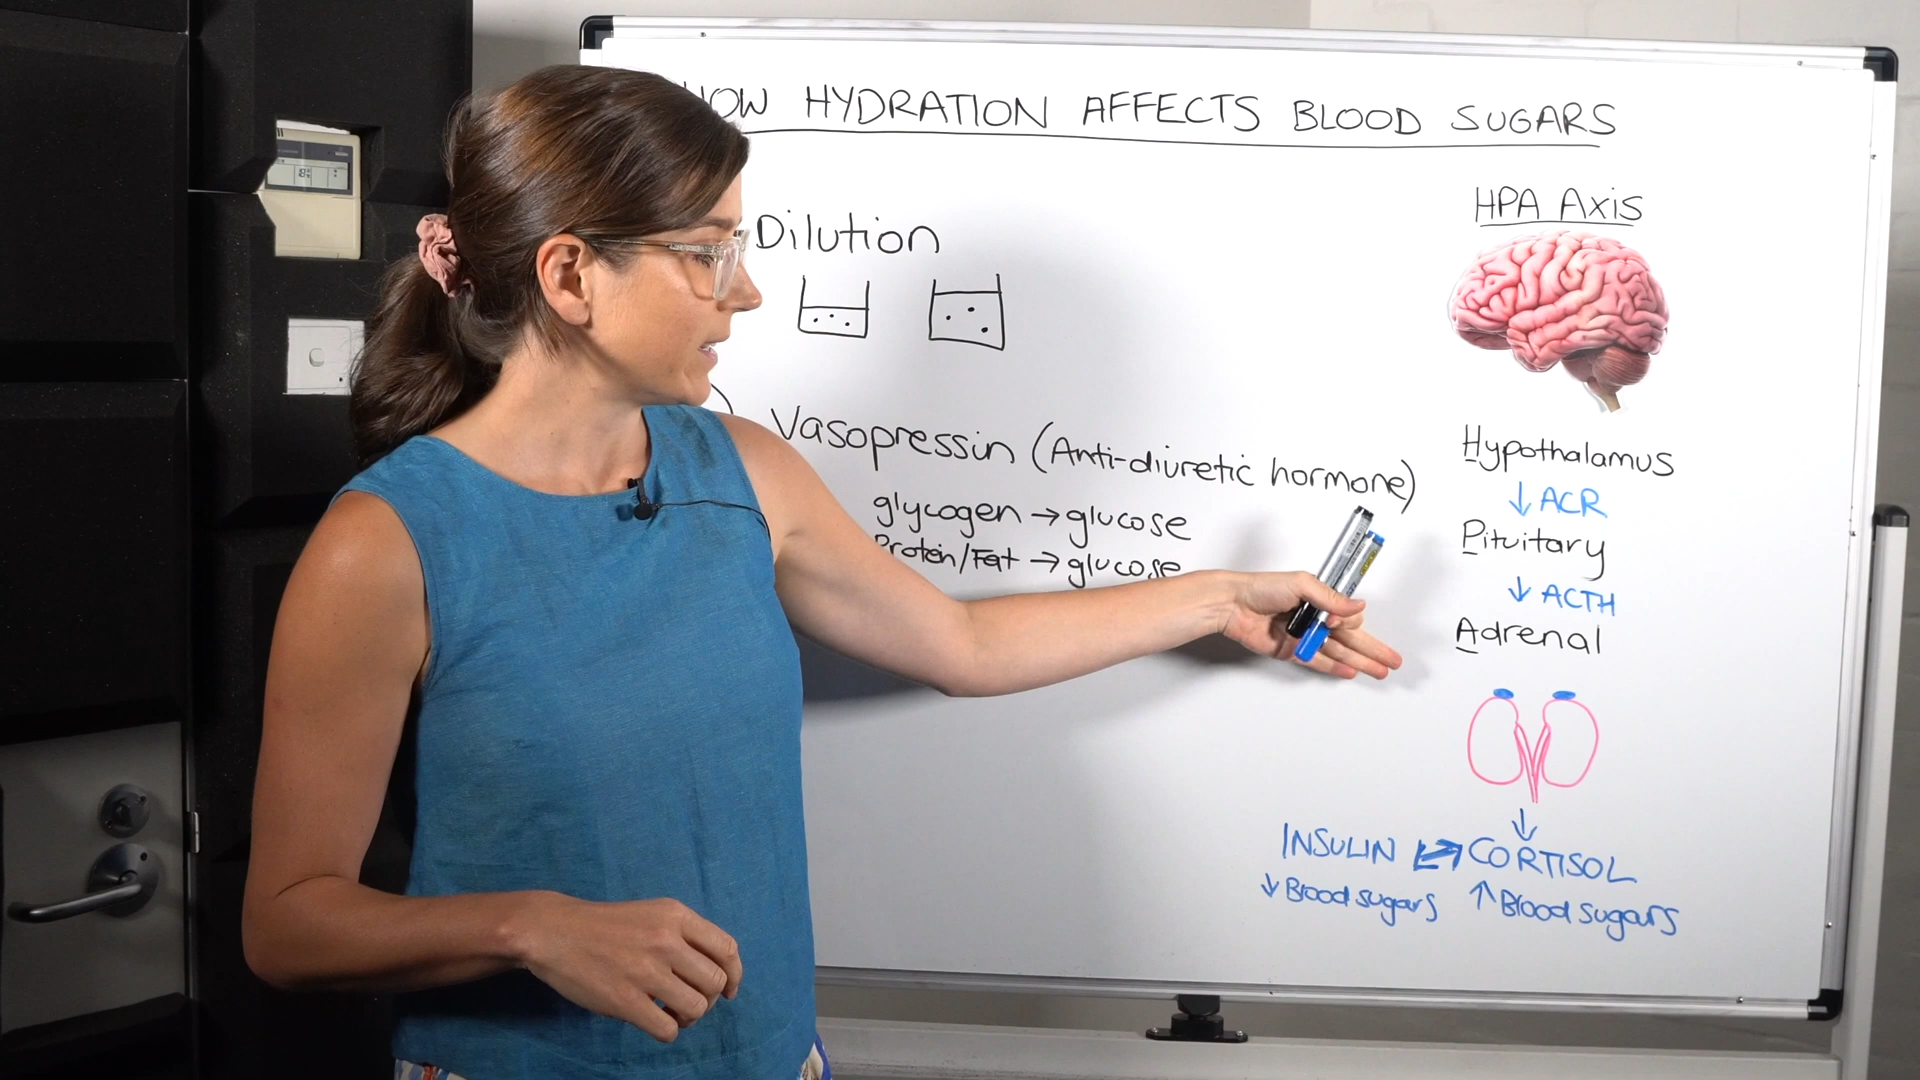 HOW HYDRATION AFFECTS BLOOD SUGARS
Dilution
Vasopressin (Anti-diuretic hormone)
glycogen → glucose
Protein/Fat → glucose
HPA Axis
Hypothalamus
↓ ACR
Pituitary
↓ ACTH
Adrenal
↓
INSULIN ↔ CORTISOL
↓ Blood sugars ↑ Blood sugars